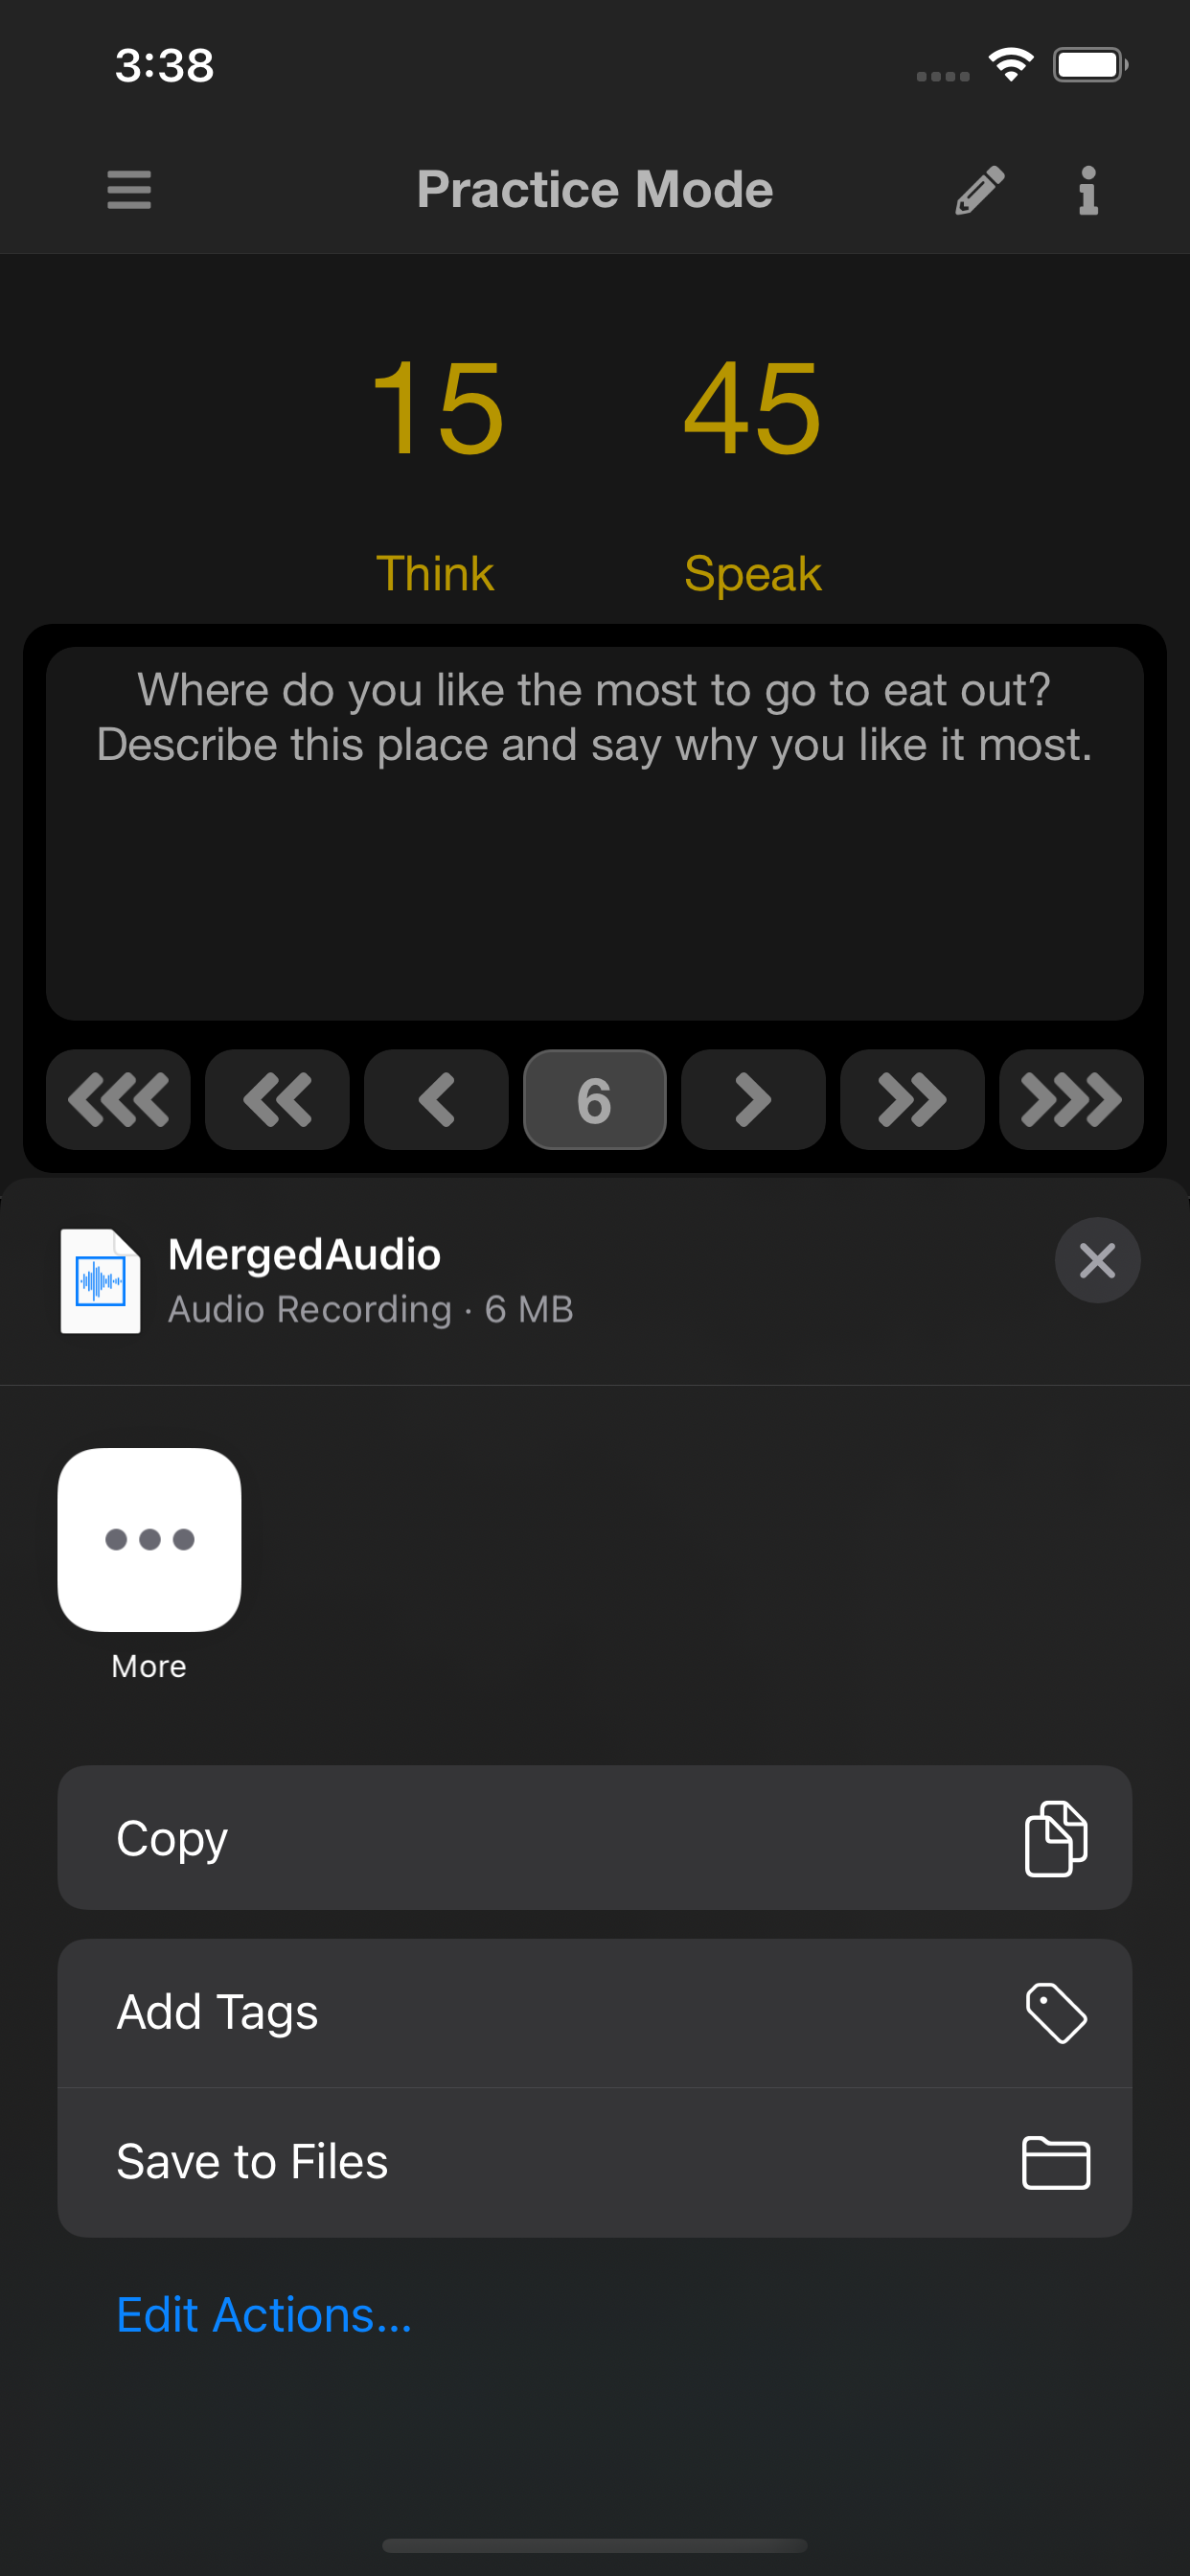 3:38
Practice Mode
15 45
Think Speak
Where do you like the most to go to eat out?
Describe this place and say why you like it most.
6
MergedAudio
Audio Recording · 6 MB
More
Copy
Add Tags
Save to Files
Edit Actions...